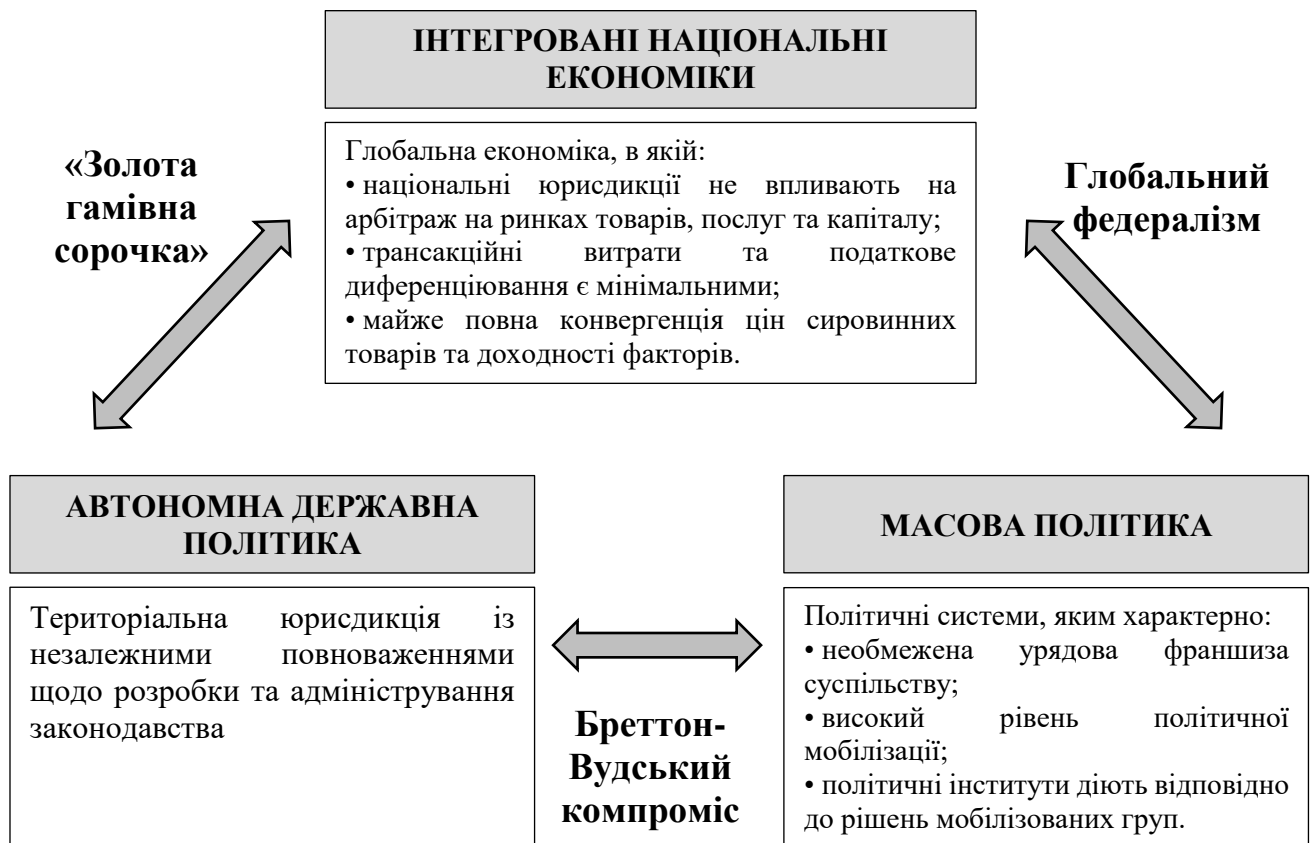 ІНТЕГРОВАНІ НАЦІОНАЛЬНІ
ЕКОНОМІКИ
Глобальна економіка, в якій:
• національні юрисдикції не впливають на
арбітраж на ринках товарів, послуг та капіталу;
• трансакційні витрати та податкове
диференціювання є мінімальними;
• майже повна конвергенція цін сировинних
товарів та доходності факторів.
«Золота
гамівна
сорочка»
Глобальний
федералізм
АВТОНОМНА ДЕРЖАВНА
ПОЛІТИКА
Територіальна юрисдикція із
незалежними повноваженнями
щодо розробки та адміністрування
законодавства
Бреттон-
Вудський
компроміс
МАСОВА ПОЛІТИКА
Політичні системи, яким характерно:
• необмежена урядова франшиза
суспільству;
• високий рівень політичної
мобілізації;
• політичні інститути діють відповідно
до рішень мобілізованих груп.